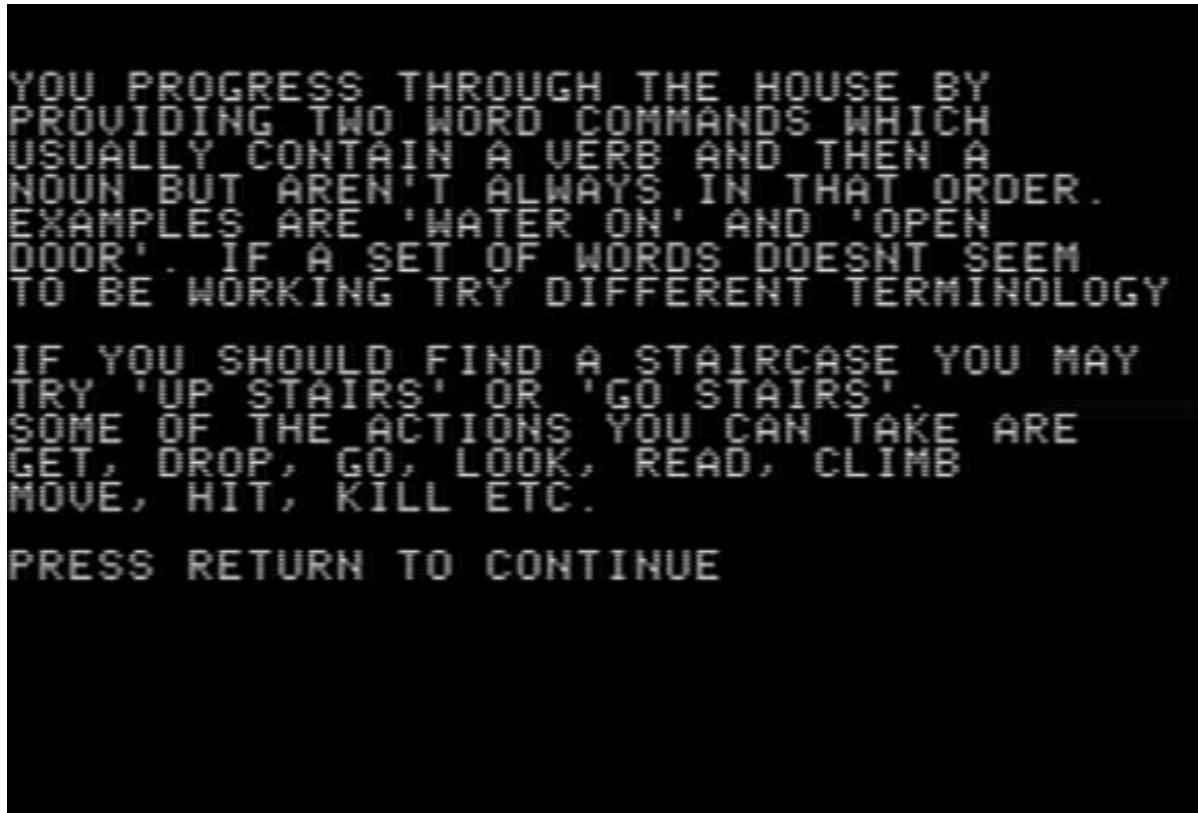 YOU PROGRESS THROUGH THE HOUSE BY
PROVIDING TWO WORD COMMANDS WHICH
USUALLY CONTAIN A VERB AND THEN A
NOUN BUT AREN'T ALWAYS IN THAT ORDER.
EXAMPLES ARE 'WATER ON' AND 'OPEN
DOOR'. IF A SET OF WORDS DOESNT SEEM
TO BE WORKING TRY DIFFERENT TERMINOLOGY
IF YOU SHOULD FIND A STAIRCASE YOU MAY
TRY 'UP STAIRS' OR 'GO STAIRS'.
SOME OF THE ACTIONS YOU CAN TAKE ARE
GET, DROP, GO, LOOK, READ, CLIMB
MOVE, HIT, KILL ETC.
PRESS RETURN TO CONTINUE